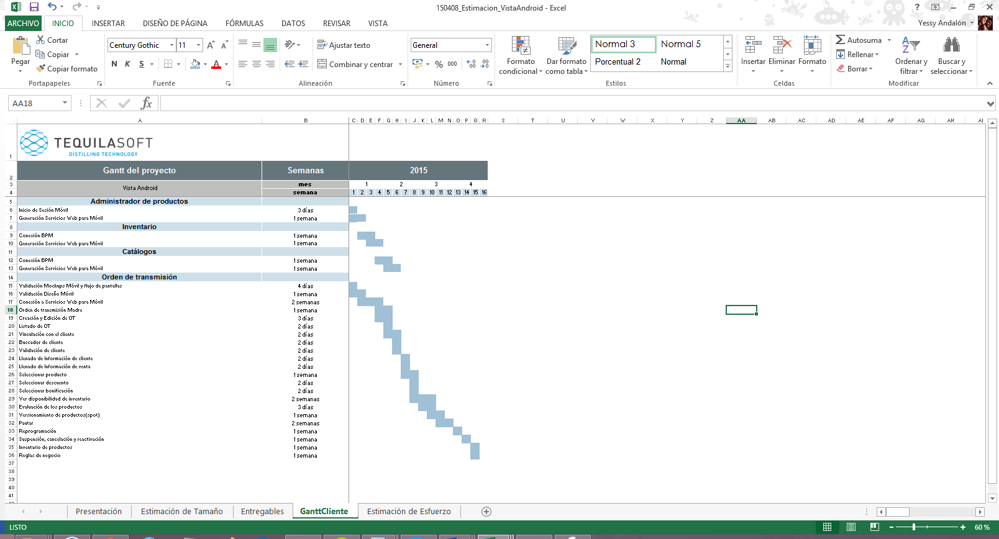 150408_Estimacion_VistaAndroid - Excel
ARCHIVO INICIO INSERTAR DISEÑO DE PÁGINA FÓRMULAS DATOS REVISAR VISTA Yessy Andalón
Pegar
Cortar
Copiar
Copiar formato
Portapapeles
Century Gothic 11
N K S
Fuente
Ajustar texto
Combinar y centrar
Alineación
General
% 000
Número
Formato condicional
Dar formato como tabla
Normal 3 Normal 5
Porcentual 2 Normal
Estilos
Insertar Eliminar Formato
Celdas
Autosuma
Rellenar
Borrar
Ordenar y filtrar
Buscar y seleccionar
Modificar
AA18 fx
A B C D E F G H I J K L M N O P Q R S T U V W X Y Z AA AB AC AD AE AF AG AH AI
TEQUILASOFT
DISTILLING TECHNOLOGY
1
2 Gantt del proyecto Semanas 2015
3 Vista Android mes 1 2 3 4
4 semana 1 2 3 4 5 6 7 8 9 10 11 12 13 14 15 16
5 Administrador de productos
6 Inicio de Sesión Móvil 3 días
7 Generación Servicios Web para Móvil 1 semana
8 Inventario
9 Conexión BPM 1 semana
10 Generación Servicios Web para Móvil 1 semana
11 Catálogos
12 Conexión BPM 1 semana
13 Generación Servicios Web para Móvil 1 semana
14 Orden de transmisión
15 Validación Mockups Móvil y flujo de pantallas 4 días
16 Validación Diseño Móvil 1 semana
17 Conexión a Servicios Web para Móvil 2 semanas
18 Orden de transmisión Madre 1 semana
19 Creación y Edición de OT 3 días
20 Listado de OT 2 días
21 Vinculación con el cliente 2 días
22 Buscador de cliente 2 días
23 Validación de cliente 2 días
24 Llenado de Información de cliente 2 días
25 Llenado de Información de venta 2 días
26 Seleccionar producto 1 semana
27 Seleccionar descuento 2 días
28 Seleccionar bonificación 2 días
29 Ver disponibilidad de inventario 2 semanas
30 Evaluación de los productos 3 días
31 Versionamiento de productos(spot) 1 semana
32 Pautar 2 semanas
33 Reprogramación 1 semana
34 Suspensión, cancelación y reactivación 1 semana
35 Inventario de productos 1 semana
36 Reglas de negocio 1 semana
37
38
39
40
41
Presentación Estimación de Tamaño Entregables GanttCliente Estimación de Esfuerzo
LISTO 60 %